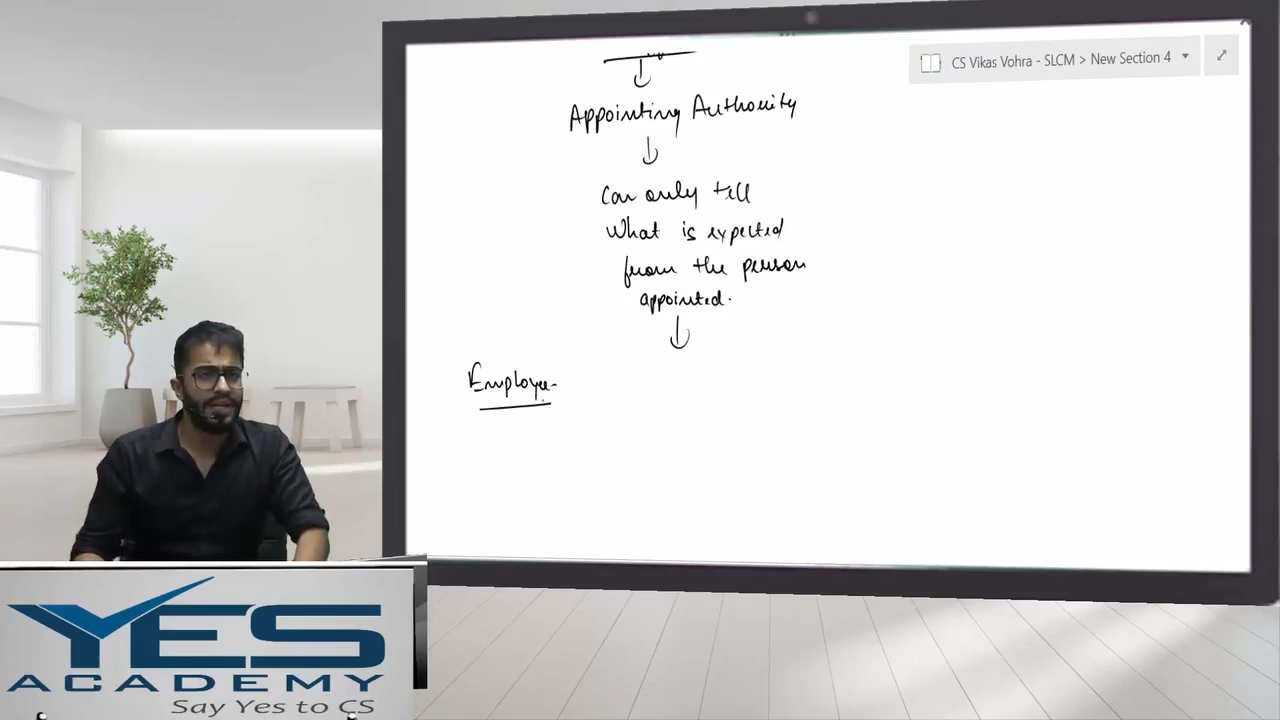 CS Vikas Vohra - SLCM > New Section 4
Appointing Authority
Can only tell
What is expected
from the person
appointed.
Employee
YES
ACADEMY
Say Yes to CS